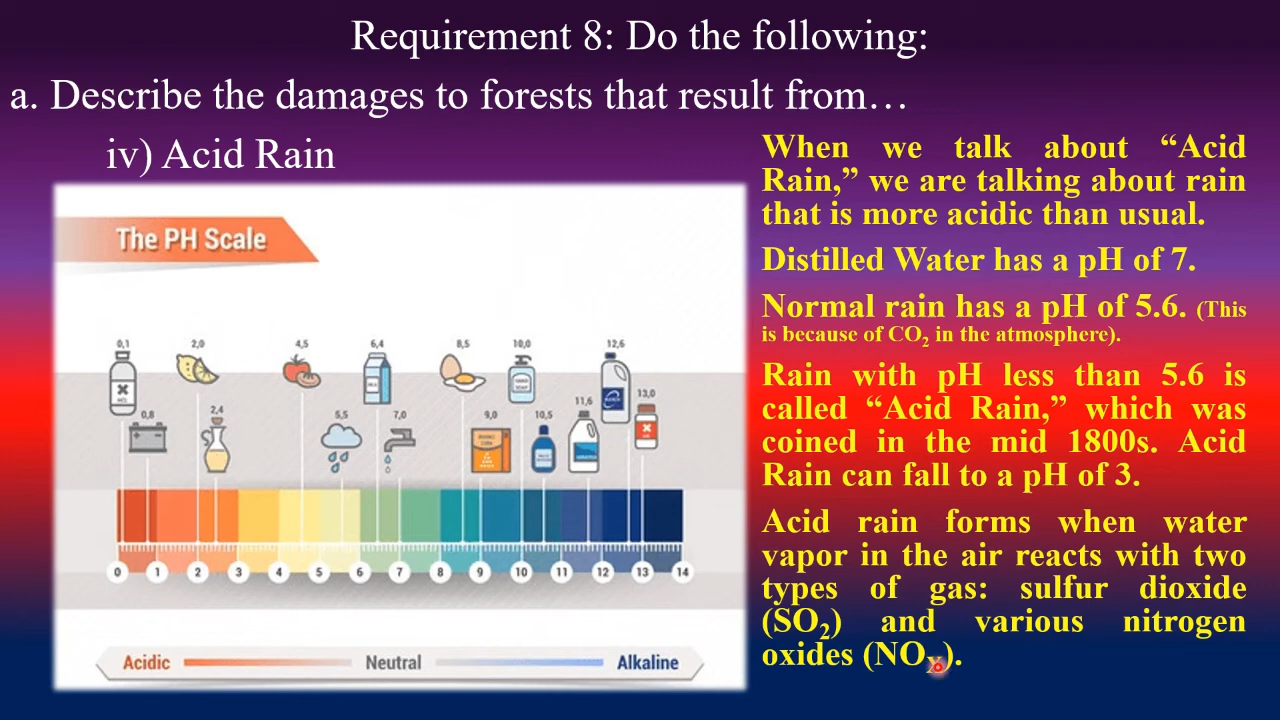 Requirement 8: Do the following:
a. Describe the damages to forests that result from…
iv) Acid Rain
The PH Scale
0,1
2,0
4,5
6,4
8,5
10,0
12,6
0,8
2,4
5,5
7,0
9,0
10,5
11,6
13,0
0 1 2 3 4 5 6 7 8 9 10 11 12 13 14
Acidic Neutral Alkaline
When we talk about “Acid
Rain,” we are talking about rain
that is more acidic than usual.
Distilled Water has a pH of 7.
Normal rain has a pH of 5.6. (This
is because of CO₂ in the atmosphere).
Rain with pH less than 5.6 is
called “Acid Rain,” which was
coined in the mid 1800s. Acid
Rain can fall to a pH of 3.
Acid rain forms when water
vapor in the air reacts with two
types of gas: sulfur dioxide
(SO₂) and various nitrogen
oxides (NOX).